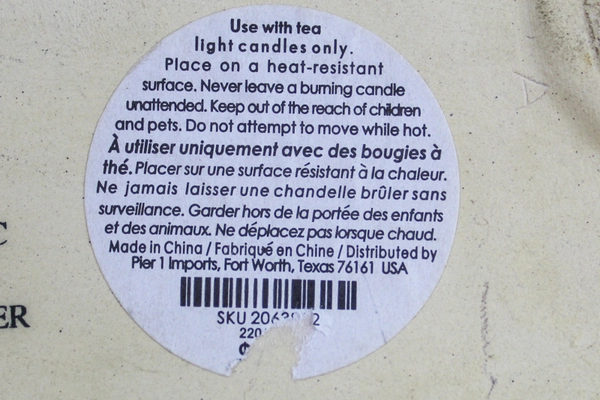 Use with tea
light candles only.
Place on a heat-resistant
surface. Never leave a burning candle
unattended. Keep out of the reach of children
and pets. Do not attempt to move while hot.
À utiliser uniquement avec des bougies à
thé. Placer sur une surface résistant à la chaleur.
Ne jamais laisser une chandelle brûler sans
surveillance. Garder hors de la portée des enfants
et des animaux. Ne déplacez pas lorsque chaud.
Made in China / Fabriqué en Chine / Distributed by
Pier 1 Imports, Fort Worth, Texas 76161 USA
SKU
C
ER